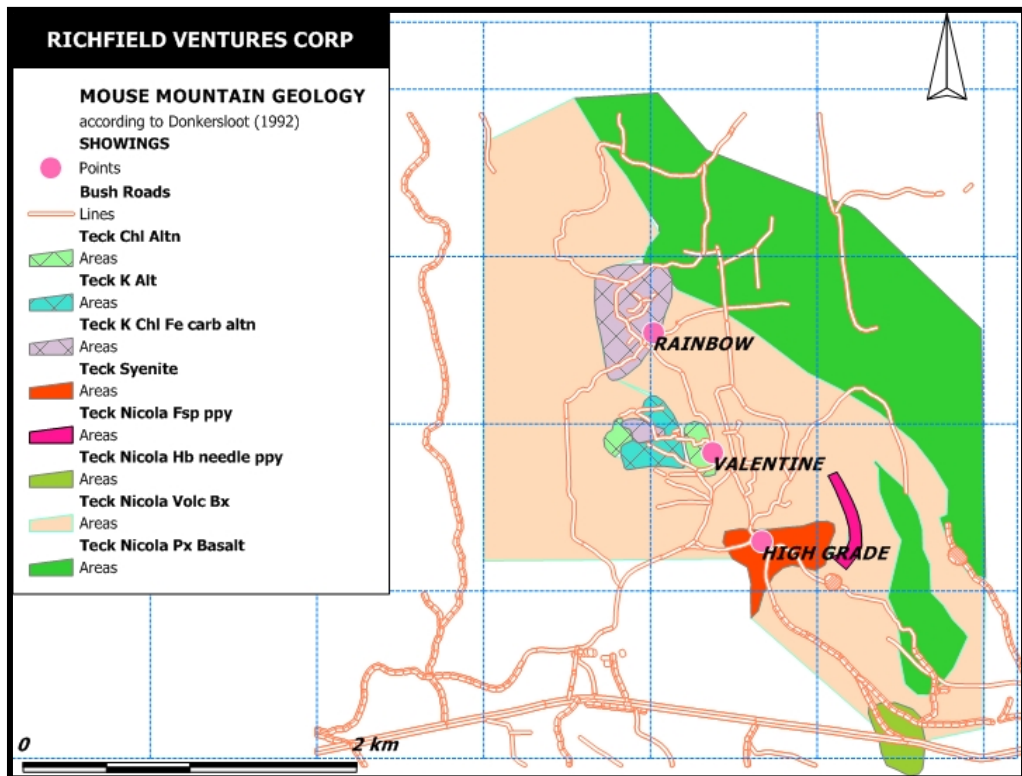 RICHFIELD VENTURES CORP
MOUSE MOUNTAIN GEOLOGY
according to Donkersloot (1992)
SHOWINGS
Points
Bush Roads
Lines
Teck Chl Altn
Areas
Teck K Alt
Areas
Teck K Chl Fe carb altn
Areas
Teck Syenite
Areas
Teck Nicola Fsp ppy
Areas
Teck Nicola Hb needle ppy
Areas
Teck Nicola Volc Bx
Areas
Teck Nicola Px Basalt
Areas
RAINBOW
VALENTINE
HIGH GRADE
0 2 km